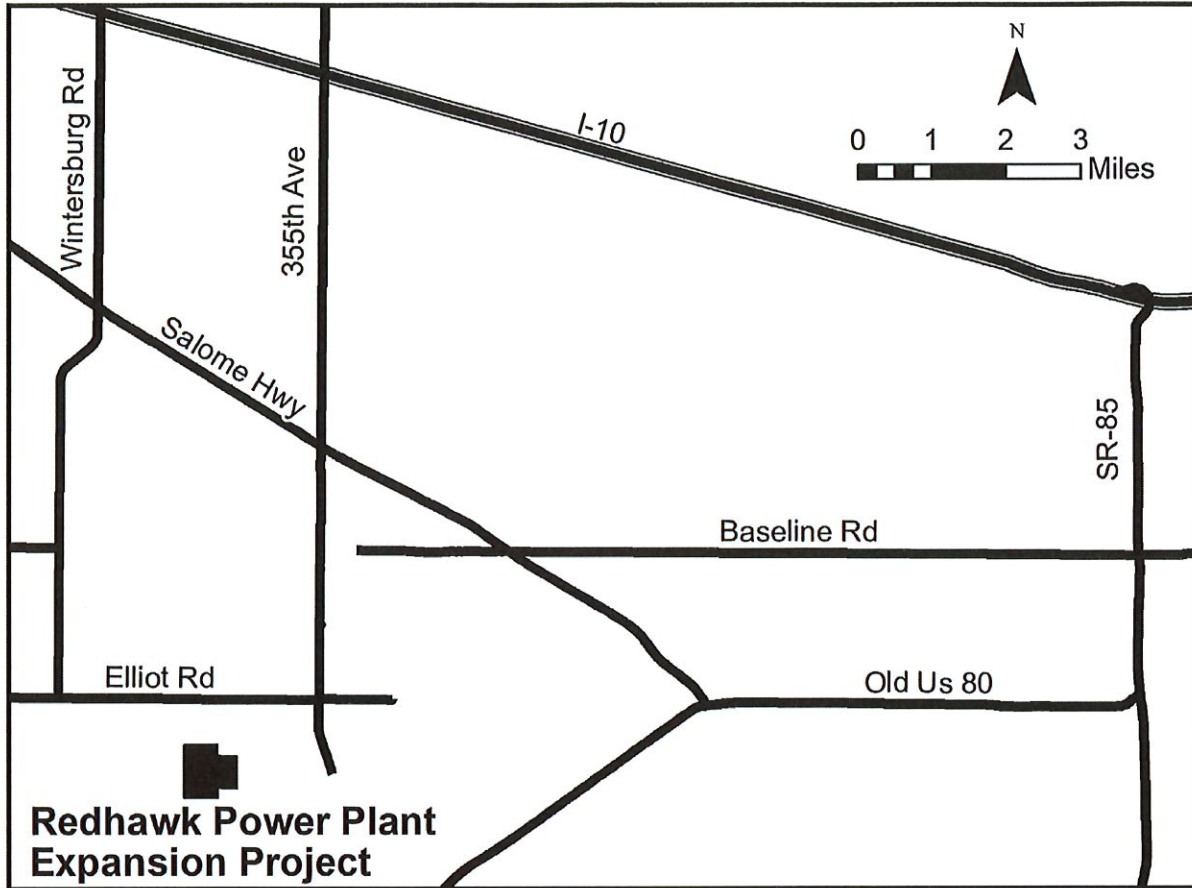 N
I-10
0 1 2 3
Miles
Wintersburg Rd
355th Ave
Salome Hwy
SR-85
Baseline Rd
Elliot Rd
Old Us 80
Redhawk Power Plant
Expansion Project